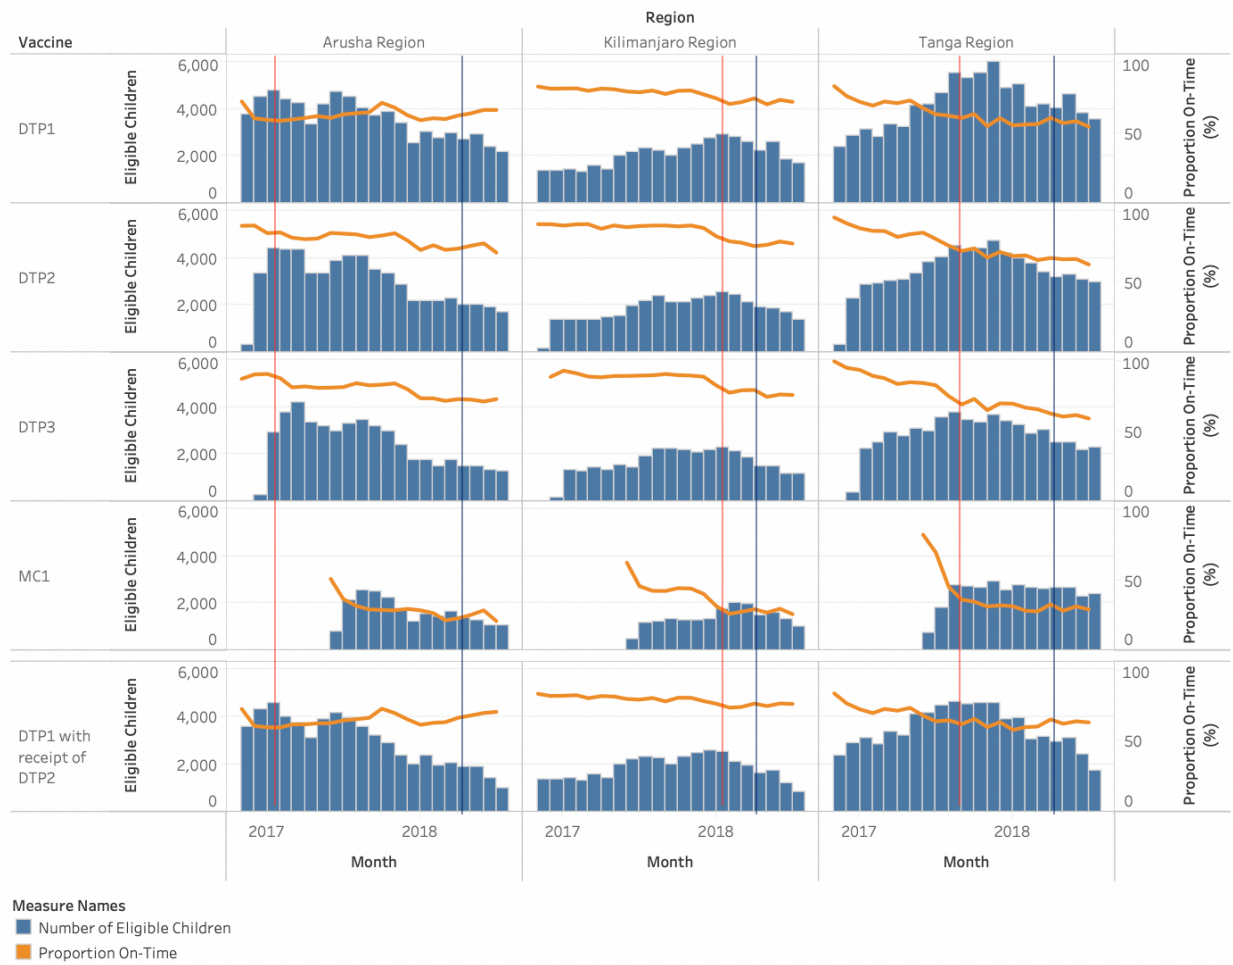 Region
Vaccine
Arusha Region
Kilimanjaro Region
Tanga Region
DTP1
Eligible Children
6,000
4,000
2,000
0
100
50
0
Proportion On-Time
(%)
DTP2
Eligible Children
6,000
4,000
2,000
0
100
50
0
Proportion On-Time
(%)
DTP3
Eligible Children
6,000
4,000
2,000
0
100
50
0
Proportion On-Time
(%)
MC1
Eligible Children
6,000
4,000
2,000
0
100
50
0
Proportion On-Time
(%)
DTP1 with
receipt of
DTP2
Eligible Children
6,000
4,000
2,000
0
100
50
0
Proportion On-Time
(%)
2017
2018
2017
2018
2017
2018
Month
Month
Month
Measure Names
Number of Eligible Children
Proportion On-Time